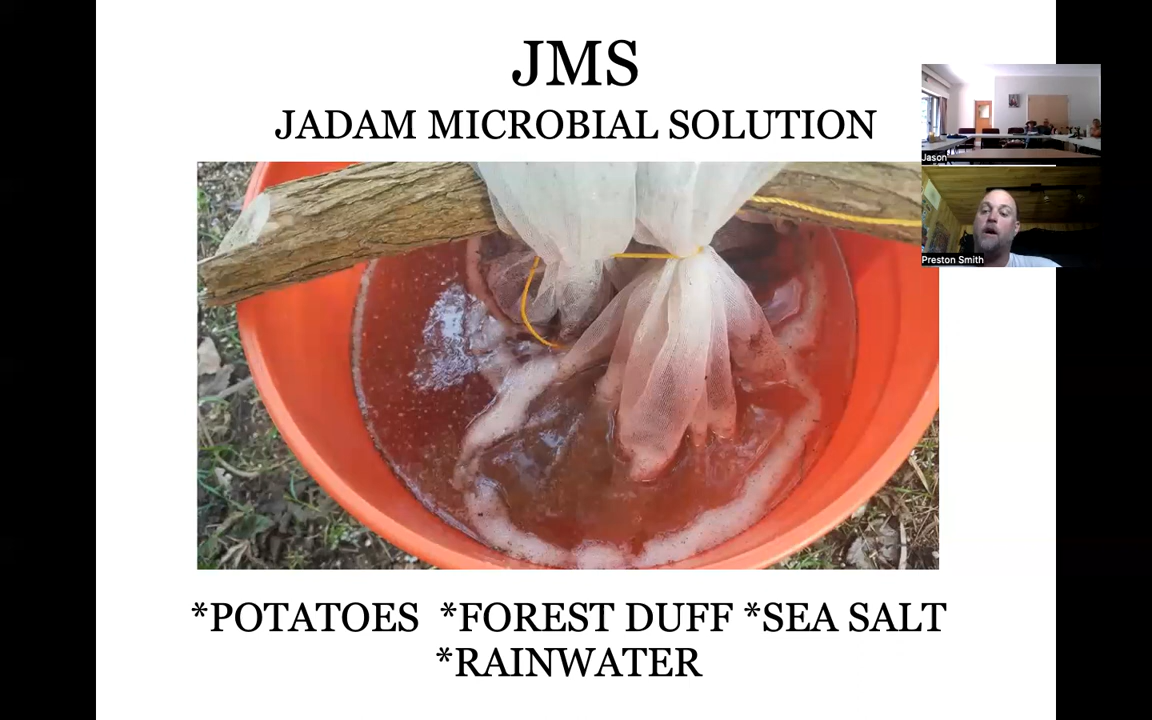 JMS
JADAM MICROBIAL SOLUTION
Jason
Preston Smith
*POTATOES *FOREST DUFF *SEA SALT
*RAINWATER